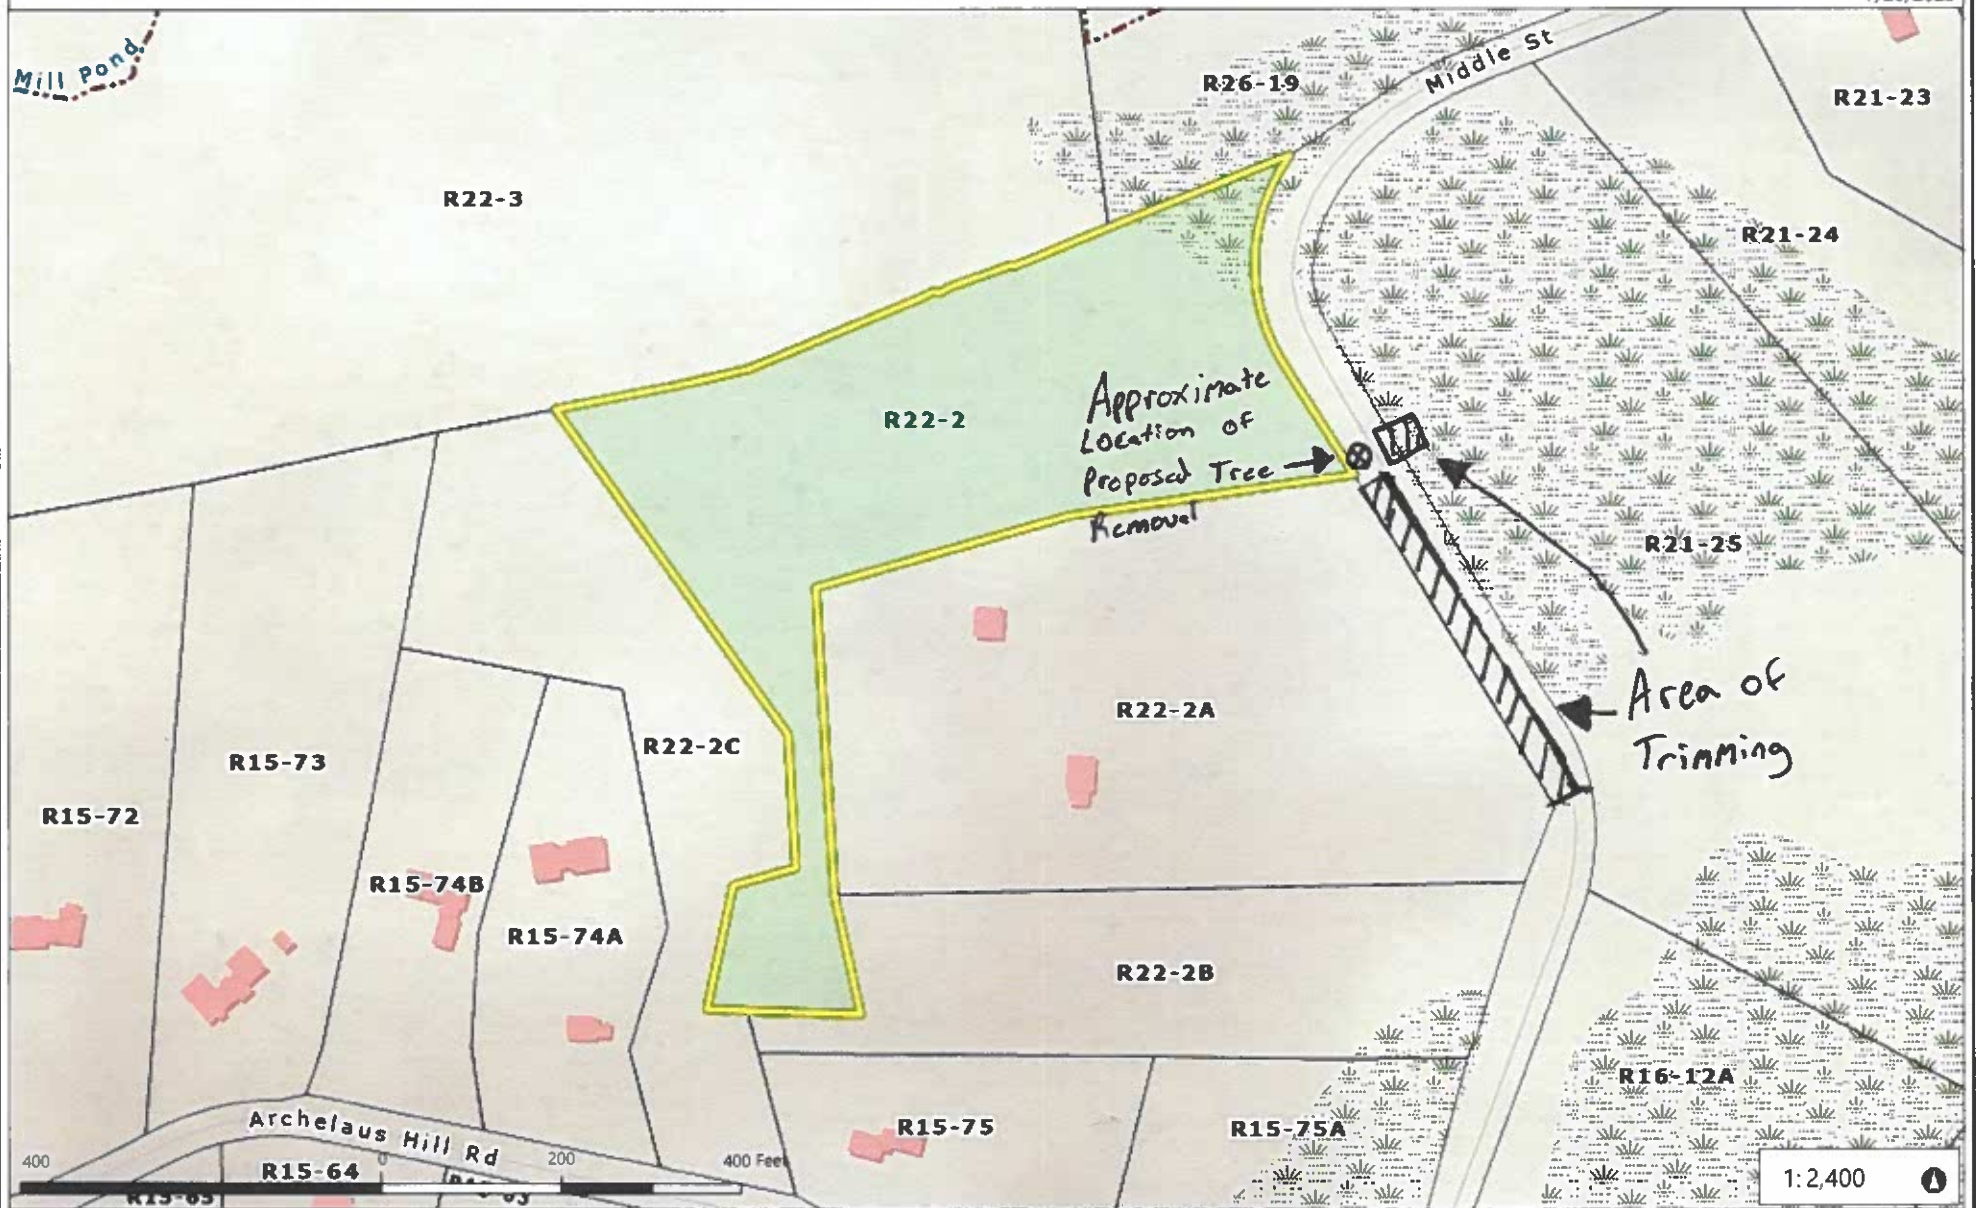 Mill Pond
Middle St
R26-19
R21-23
R22-3
R21-24
Approximate
Location of
Proposed Tree
Removal
R22-2
R21-25
Area of
Trimming
R22-2A
R22-2C
R15-73
R15-72
R15-74B
R15-74A
R22-2B
R16-12A
Archelaus Hill Rd
R15-75
R15-75A
400
0
200
400 Feet
R15-64
R15-65
1:2,400